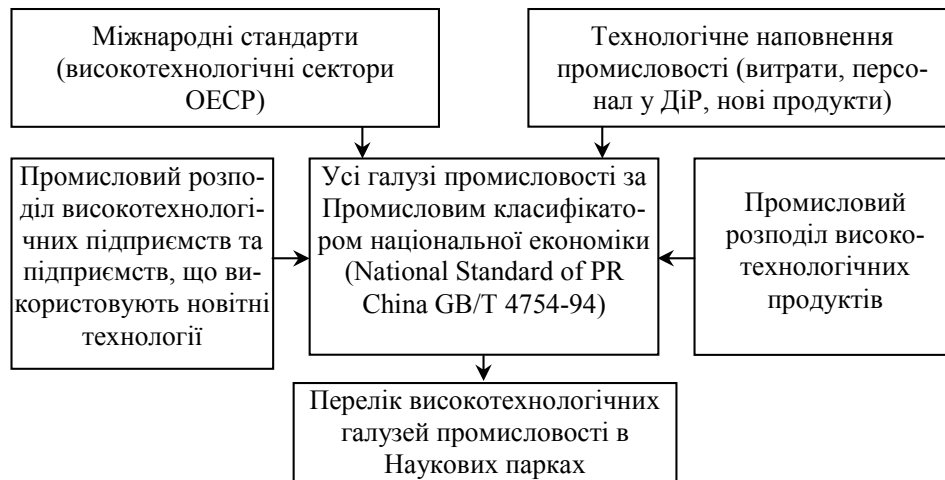 Міжнародні стандарти
(високотехнологічні сектори
ОЕСР)
Технологічне наповнення
промисловості (витрати, персо-
нал у ДіР, нові продукти)
Промисловий розпо-
діл високотехнологі-
чних підприємств та
підприємств, що ви-
користовують новітні
технології
Усі галузі промисловості за
Промисловим класифікато-
ром національної економіки
(National Standard of PR
China GB/T 4754-94)
Промисловий
розподіл високо-
технологічних
продуктів
Перелік високотехнологічних
галузей промисловості в
Наукових парках